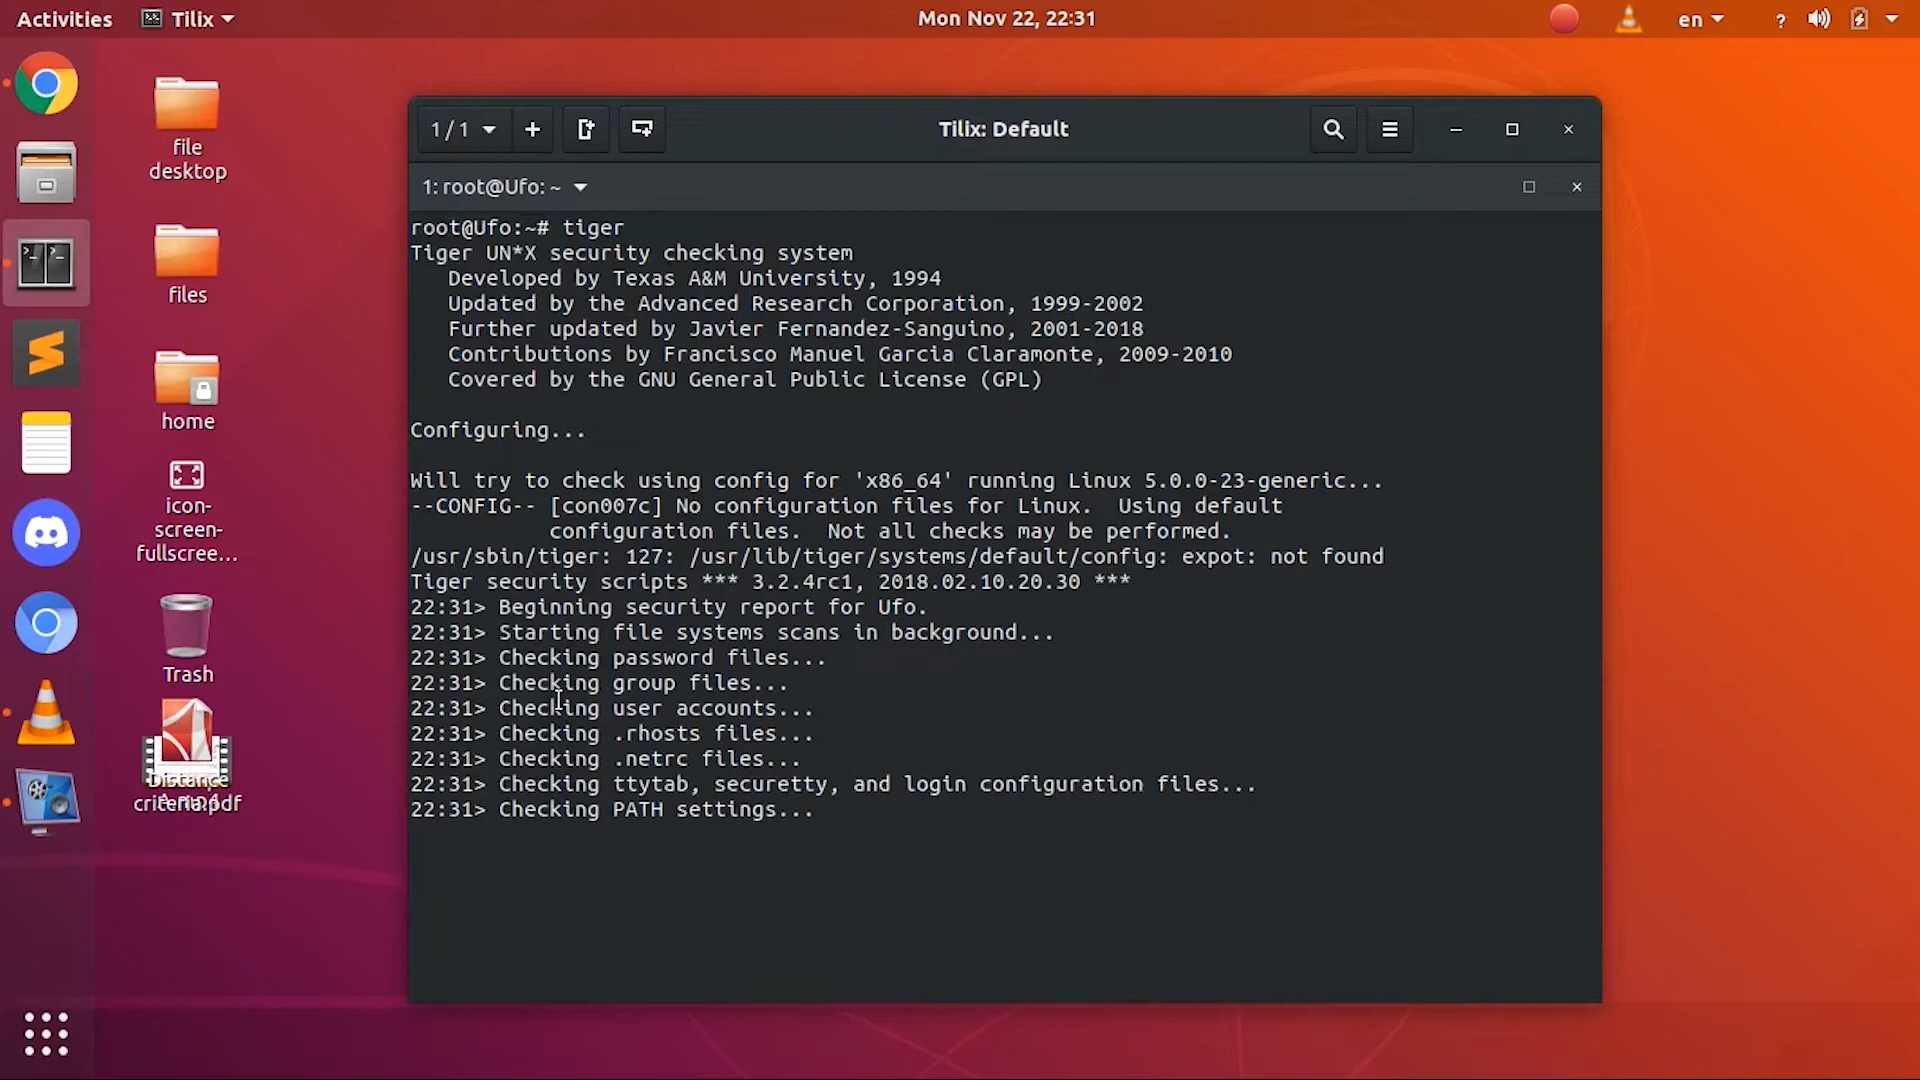 Activities
Tilix
Mon Nov 22, 22:31
en
?
file
desktop
files
home
icon-
screen-
fullscree...
Trash
criteria.pdf
1 / 1
Tilix: Default
1: root@Ufo: ~
root@Ufo:~# tiger
Tiger UN*X security checking system
Developed by Texas A&M University, 1994
Updated by the Advanced Research Corporation, 1999-2002
Further updated by Javier Fernandez-Sanguino, 2001-2018
Contributions by Francisco Manuel Garcia Claramonte, 2009-2010
Covered by the GNU General Public License (GPL)
Configuring...
Will try to check using config for 'x86_64' running Linux 5.0.0-23-generic...
--CONFIG-- [con007c] No configuration files for Linux.  Using default
configuration files.  Not all checks may be performed.
/usr/sbin/tiger: 127: /usr/lib/tiger/systems/default/config: expot: not found
Tiger security scripts *** 3.2.4rc1, 2018.02.10.20.30 ***
22:31> Beginning security report for Ufo.
22:31> Starting file systems scans in background...
22:31> Checking password files...
22:31> Checking group files...
22:31> Checking user accounts...
22:31> Checking .rhosts files...
22:31> Checking .netrc files...
22:31> Checking ttytab, securetty, and login configuration files...
22:31> Checking PATH settings...